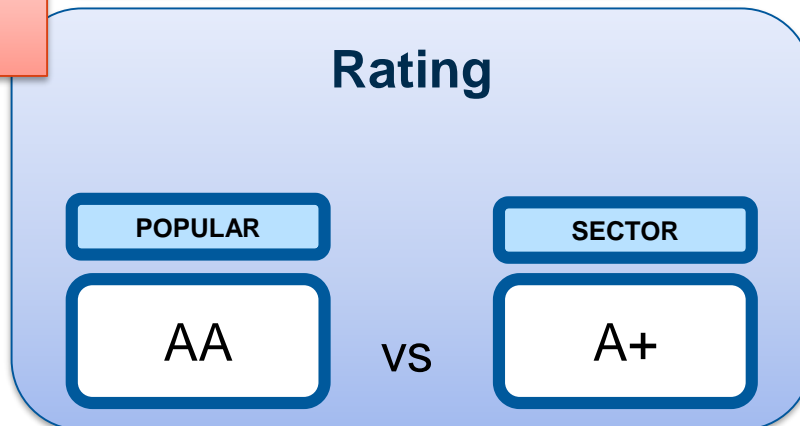 Rating
POPULAR
SECTOR
AA
vs
A+